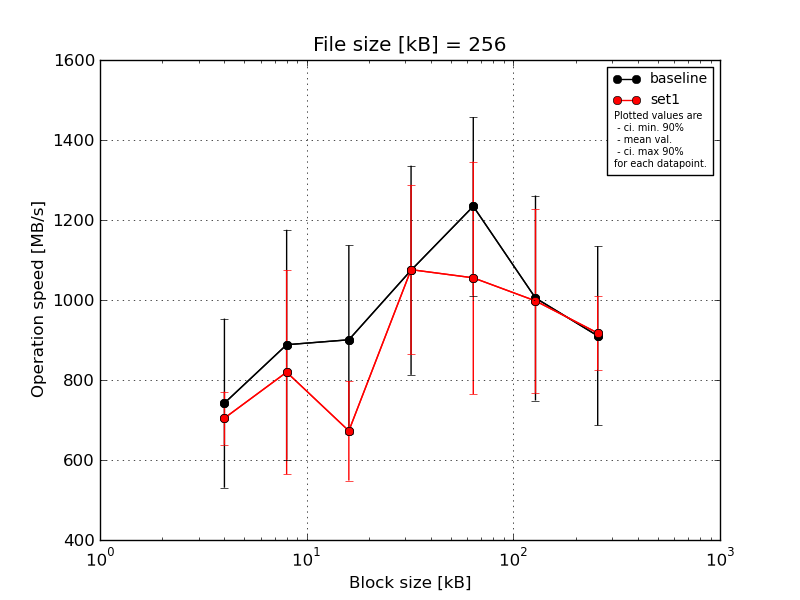 File size [kB] = 256
1600
1400
1200
1000
800
600
400
Operation speed [MB/s]
10^0
10^1
10^2
10^3
Block size [kB]
baseline
set1
Plotted values are
- ci. min. 90%
- mean val.
- ci. max 90%
for each datapoint.